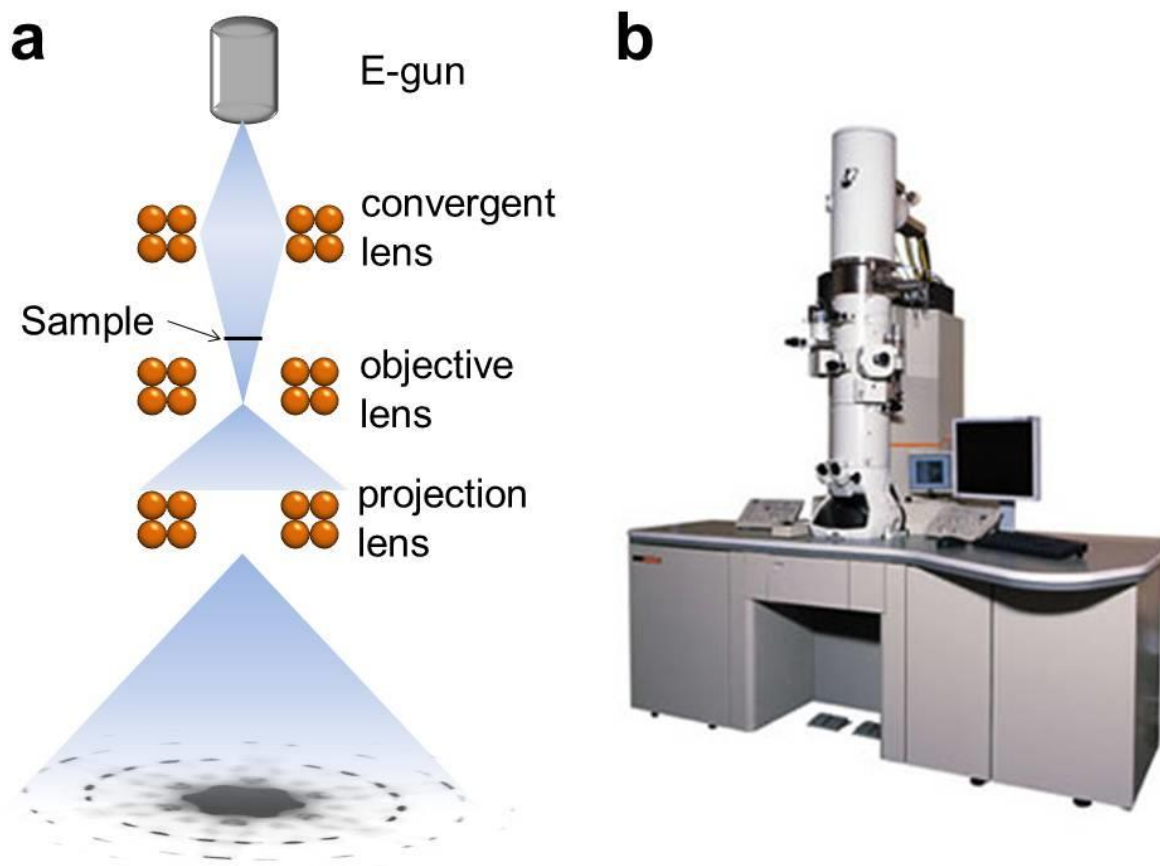 a
E-gun
convergent
lens
Sample
objective
lens
projection
lens
b